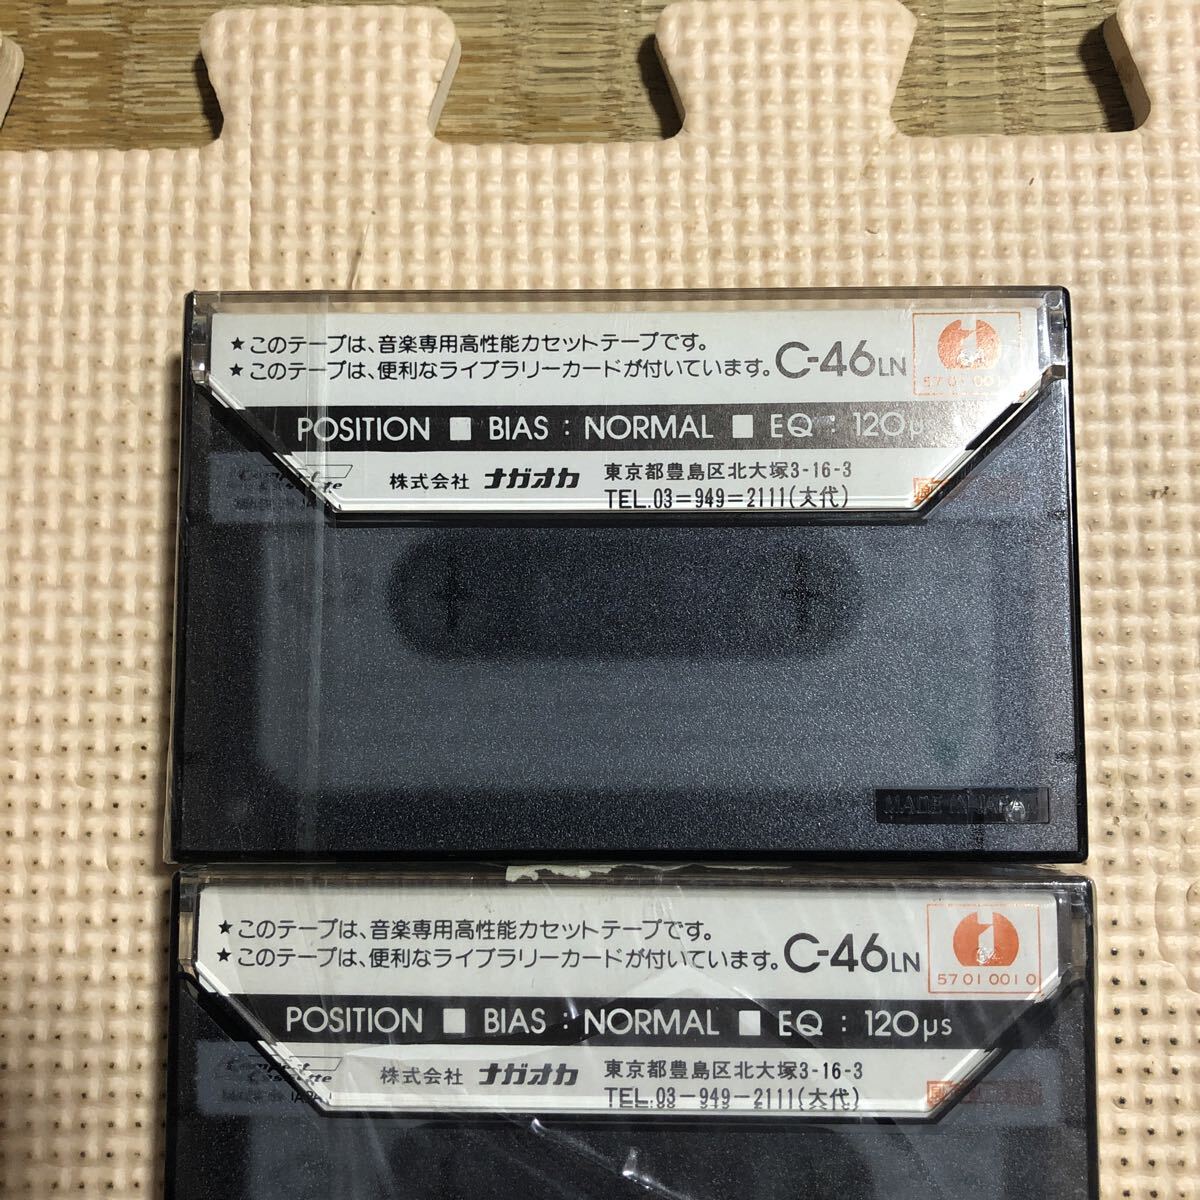 ★このテープは、音楽専用高性能カセットテープです。
★このテープは、便利なライブラリーカードが付いています。
C-46LN
POSITION ■ BIAS : NORMAL ■ EQ : 120μ
株式会社 ナガオカ 東京都豊島区北大塚3-16-3
TEL.03=949=2111(大代)
MADE IN JAPAN
★このテープは、音楽専用高性能カセットテープです。
★このテープは、便利なライブラリーカードが付いています。
C-46LN
57 01 001 0
POSITION ■ BIAS : NORMAL ■ EQ : 120μs
株式会社 ナガオカ 東京都豊島区北大塚3-16-3
TEL.03-949-2111(大代)